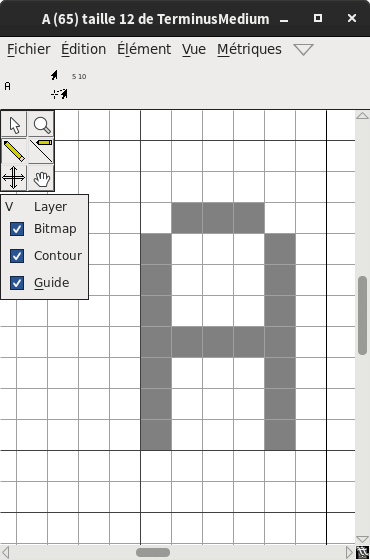 A (65) taille 12 de TerminusMedium
Fichier Édition Élément Vue Métriques
A 5 10
V Layer
Bitmap
Contour
Guide